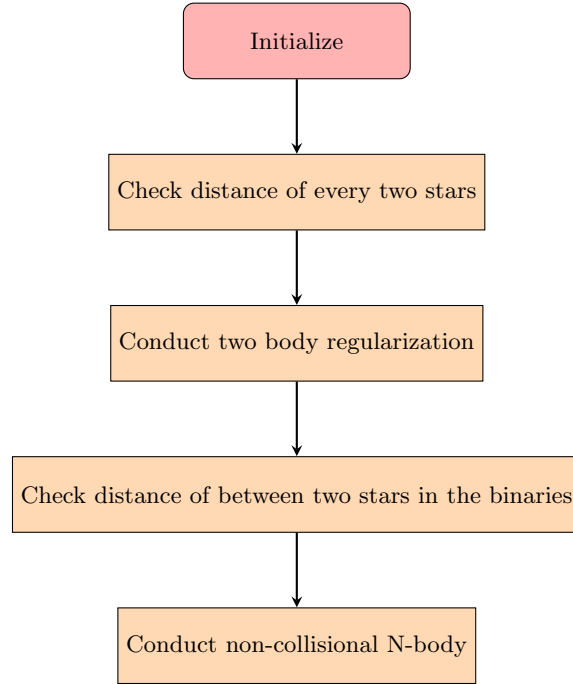 Initialize
Check distance of every two stars
Conduct two body regularization
Check distance of between two stars in the binaries
Conduct non-collisional N-body